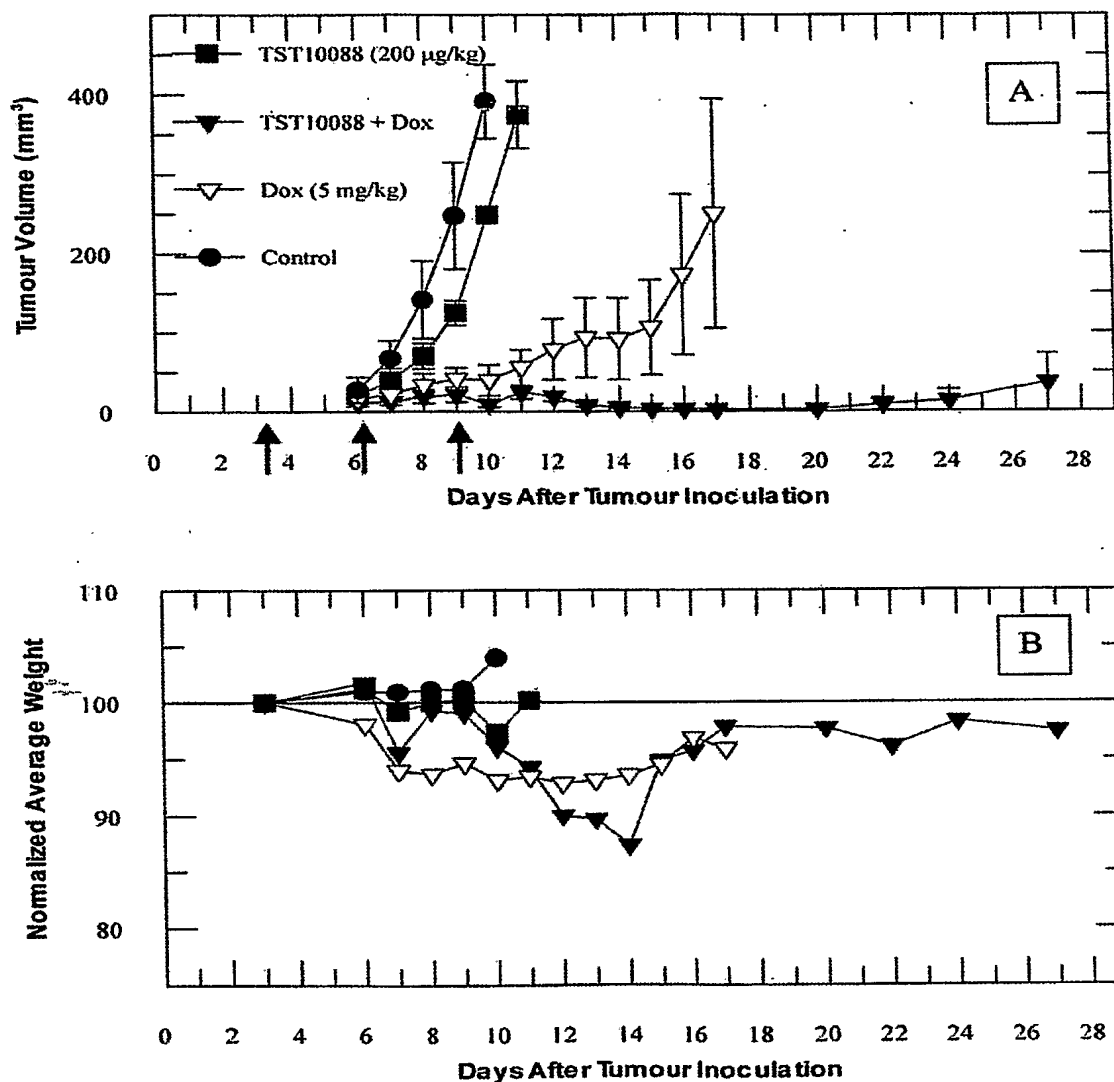 A
TST10088 (200 µg/kg)
TST10088 + Dox
Dox (5 mg/kg)
Control
Tumour Volume (mm³)
400
200
0
0 2 4 6 8 10 12 14 16 18 20 22 24 26 28
Days After Tumour Inoculation
B
Normalized Average Weight
110
100
90
80
0 2 4 6 8 10 12 14 16 18 20 22 24 26 28
Days After Tumour Inoculation